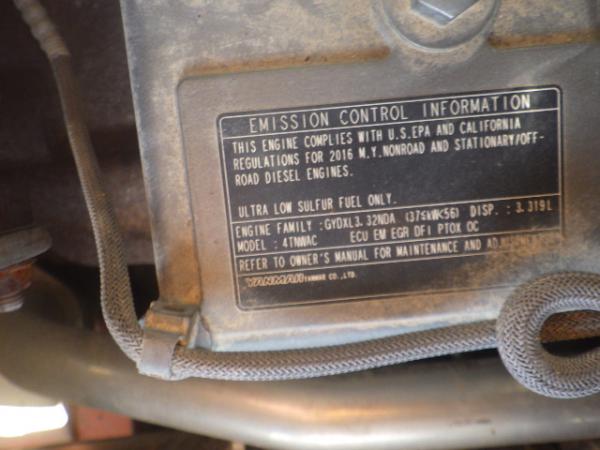 EMISSION CONTROL INFORMATION
THIS ENGINE COMPLIES WITH U.S.EPA AND CALIFORNIA
REGULATIONS FOR 2016 M.Y.NONROAD AND STATIONARY/OFF-
ROAD DIESEL ENGINES.
ULTRA LOW SULFUR FUEL ONLY.
ENGINE FAMILY : GYDXL3.32NDA (37≤kW<56) DISP. : 3.319L
MODEL : 4TNWAC ECU EM EGR DFI PTOX OC
REFER TO OWNER'S MANUAL FOR MAINTENANCE AND
YANMAR YANMAR CO.,LTD.